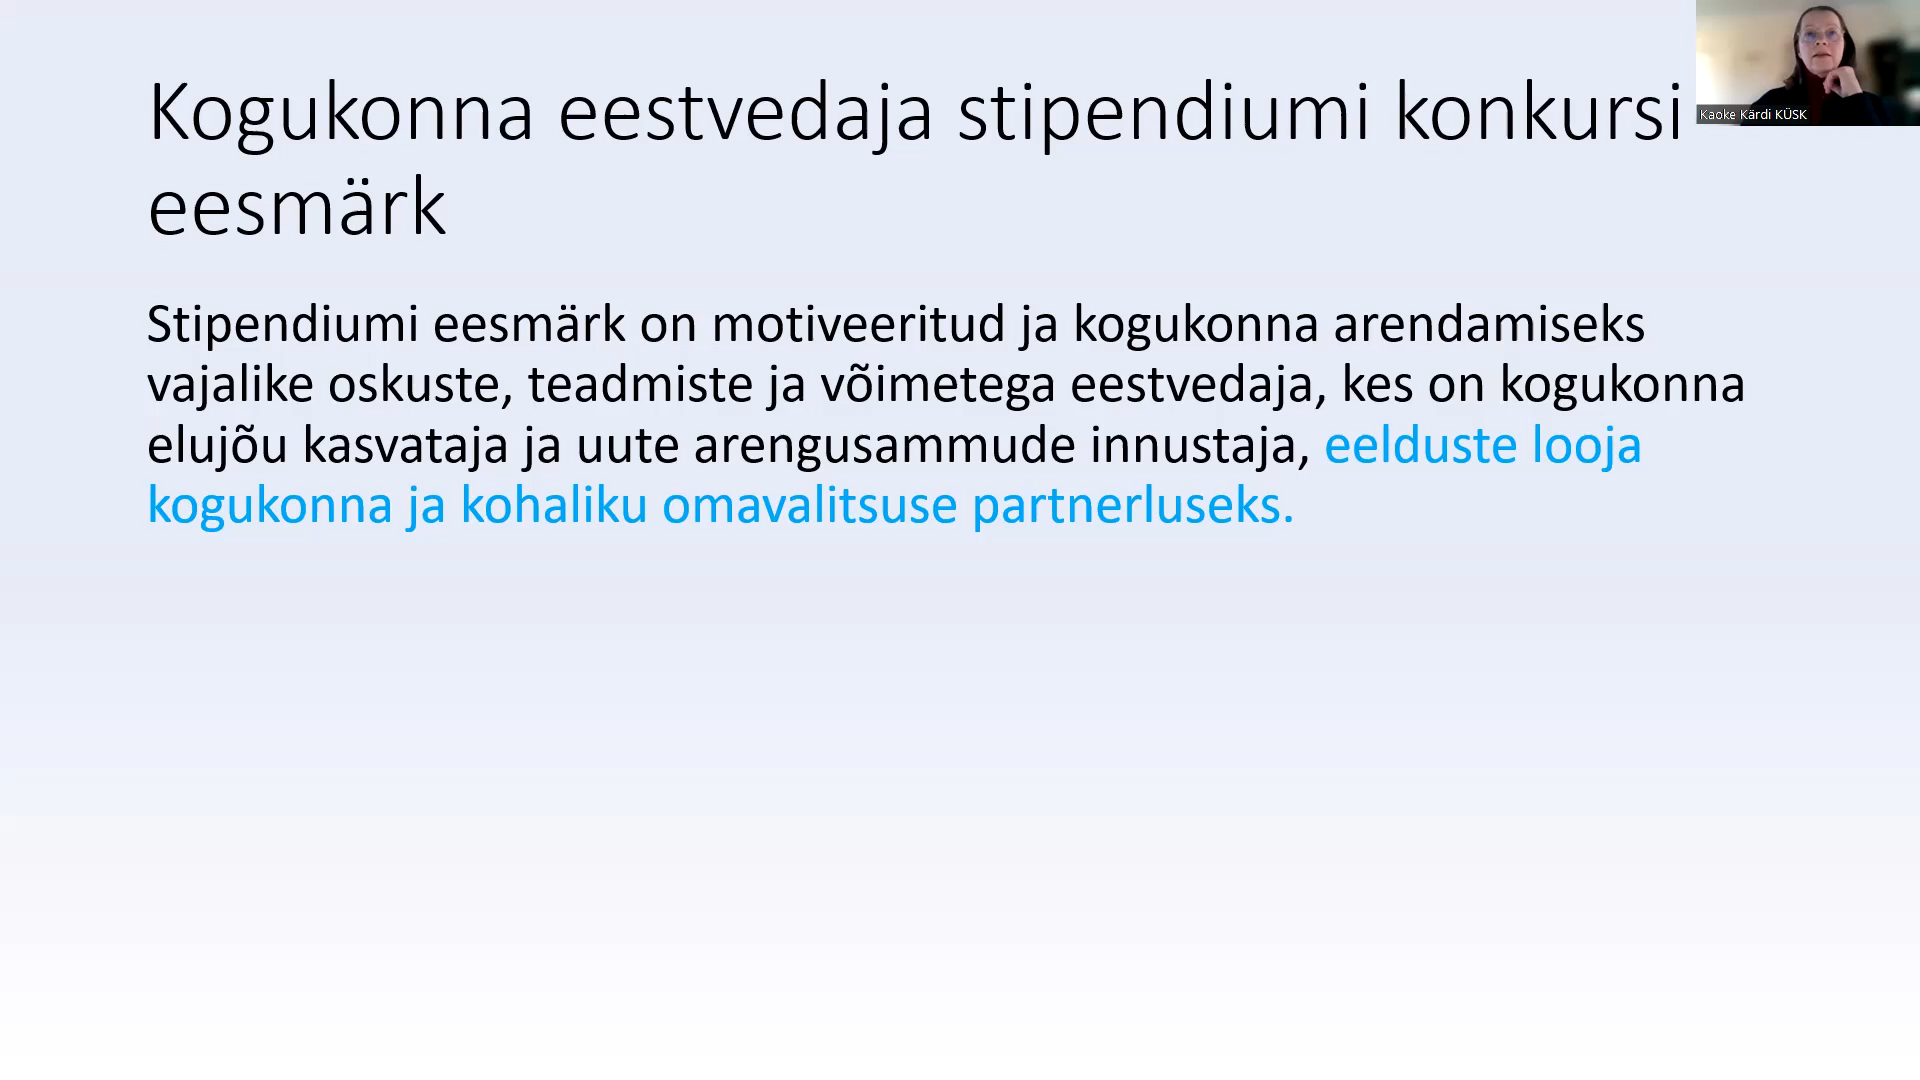 Kogukonna eestvedaja stipendiumi konkursi
eesmärk
Kaoke Kärdi KÜSK
Stipendiumi eesmärk on motiveeritud ja kogukonna arendamiseks
vajalike oskuste, teadmiste ja võimetega eestvedaja, kes on kogukonna
elujõu kasvataja ja uute arengusammude innustaja, eelduste looja
kogukonna ja kohaliku omavalitsuse partnerluseks.